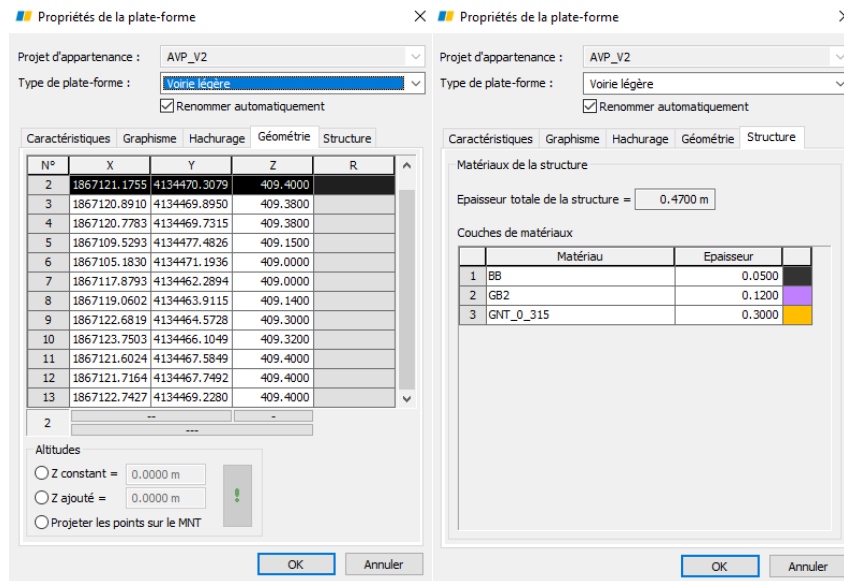 Propriétés de la plate-forme
Projet d'appartenance : AVP_V2
Type de plate-forme : Voirie légère
Renommer automatiquement
Caractéristiques Graphisme Hachurage Géométrie Structure
N° X Y Z R
2 1867121.1755 4134470.3079 409.4000
3 1867120.8910 4134469.8950 409.3800
4 1867120.7783 4134469.7315 409.3800
5 1867109.5293 4134477.4826 409.1500
6 1867105.1830 4134471.1936 409.0000
7 1867117.8793 4134462.2894 409.0000
8 1867119.0602 4134463.9115 409.1400
9 1867122.6819 4134464.5728 409.3000
10 1867123.7503 4134466.1049 409.3200
11 1867121.6024 4134467.5849 409.4000
12 1867121.7164 4134467.7492 409.4000
13 1867122.7427 4134469.2280 409.4000
2 -- -
---
Altitudes
Z constant = 0.0000 m
Z ajouté = 0.0000 m
!
Projeter les points sur le MNT
OK Annuler
Propriétés de la plate-forme
Projet d'appartenance : AVP_V2
Type de plate-forme : Voirie légère
Renommer automatiquement
Caractéristiques Graphisme Hachurage Géométrie Structure
Matériaux de la structure
Epaisseur totale de la structure = 0.4700 m
Couches de matériaux
Matériau Epaisseur
1 BB 0.0500
2 GB2 0.1200
3 GNT_0_315 0.3000
OK Annuler